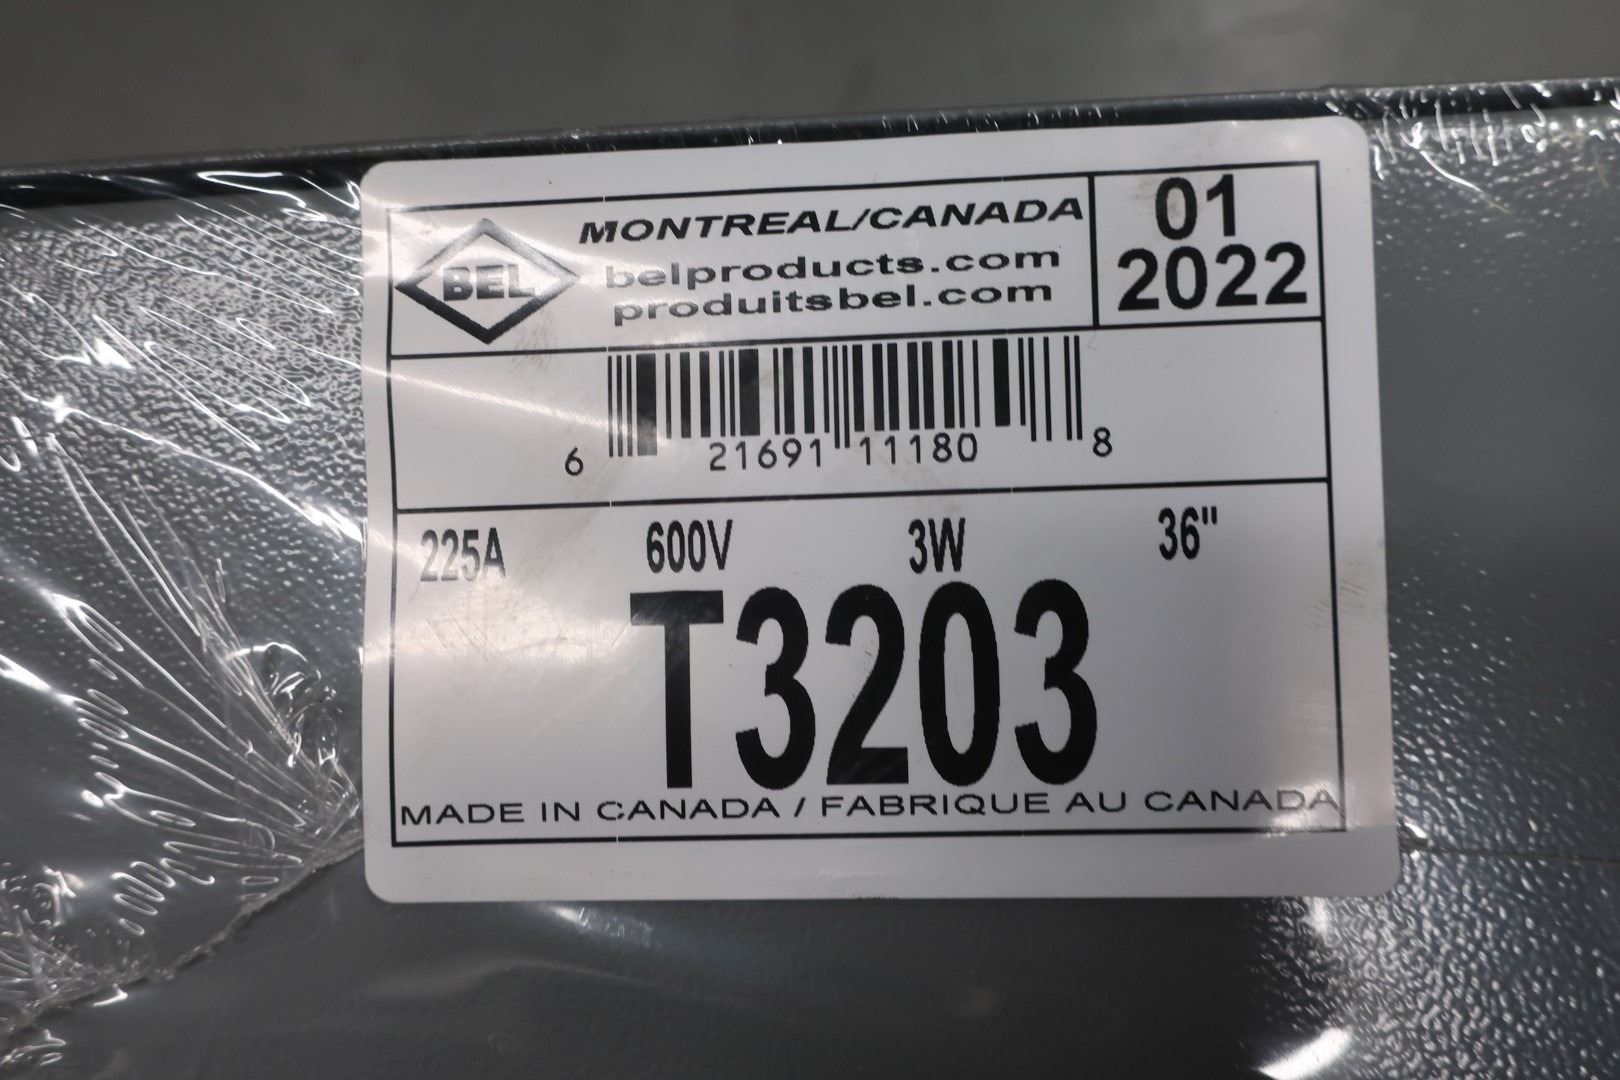 BEL
MONTREAL/CANADA
belproducts.com
produitsbel.com
01
2022
6 21691 11180 8
225A 600V 3W 36"
T3203
MADE IN CANADA / FABRIQUE AU CANADA